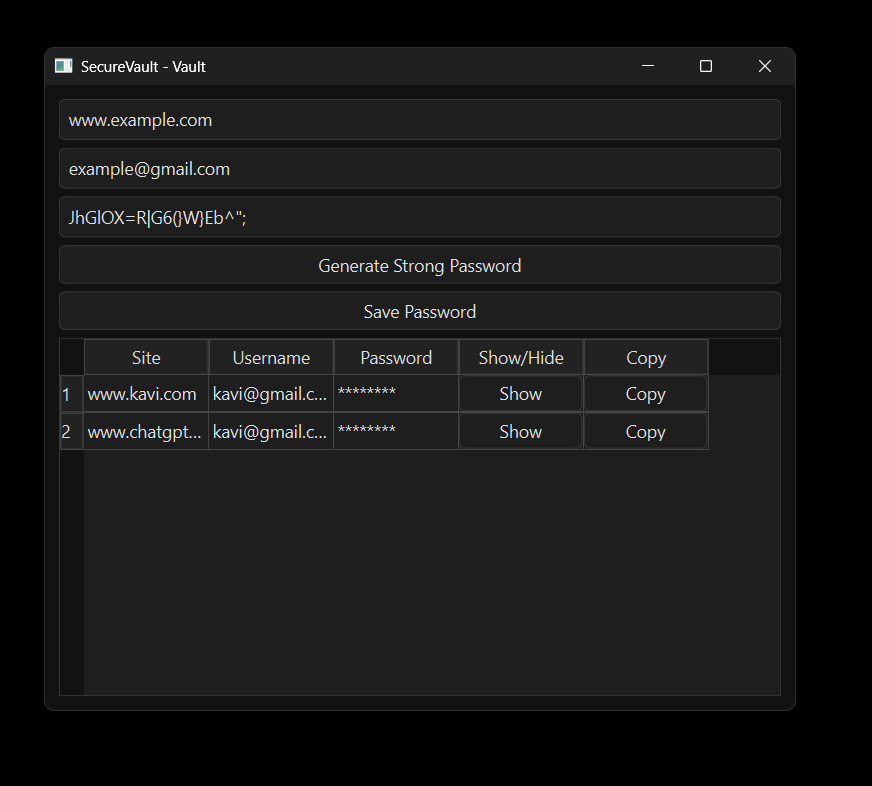 SecureVault - Vault
www.example.com
example@gmail.com
JhGlOX=R|G6(}W}Eb^";
Generate Strong Password
Save Password
Site Username Password Show/Hide Copy
1 www.kavi.com kavi@gmail.c... ******** Show Copy
2 www.chatgpt... kavi@gmail.c... ******** Show Copy